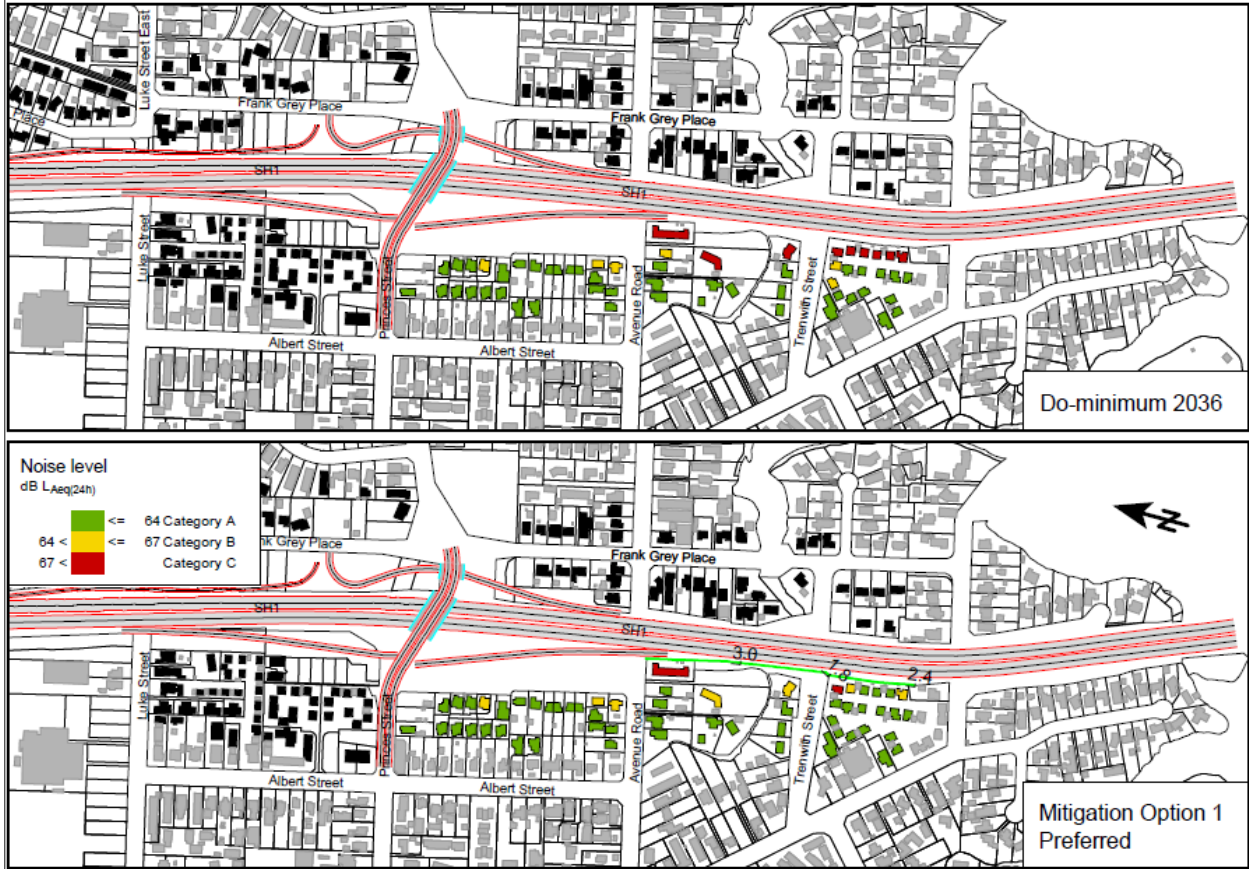 Luke Street East
Frank Grey Place
Frank Grey Place
Place
SH1
SH1
Luke Street
Princes Street
Avenue Road
Trenwith Street
Albert Street
Albert Street
Do-minimum 2036
Noise level
dB LAeq(24h)
<= 64 Category A
64 < <= 67 Category B
67 < Category C
nk Grey Place
Frank Grey Place
N
SH1
SH1
3.0
1.8
2.4
Luke Street
Princes Street
Avenue Road
Trenwith Street
Albert Street
Albert Street
Mitigation Option 1
Preferred